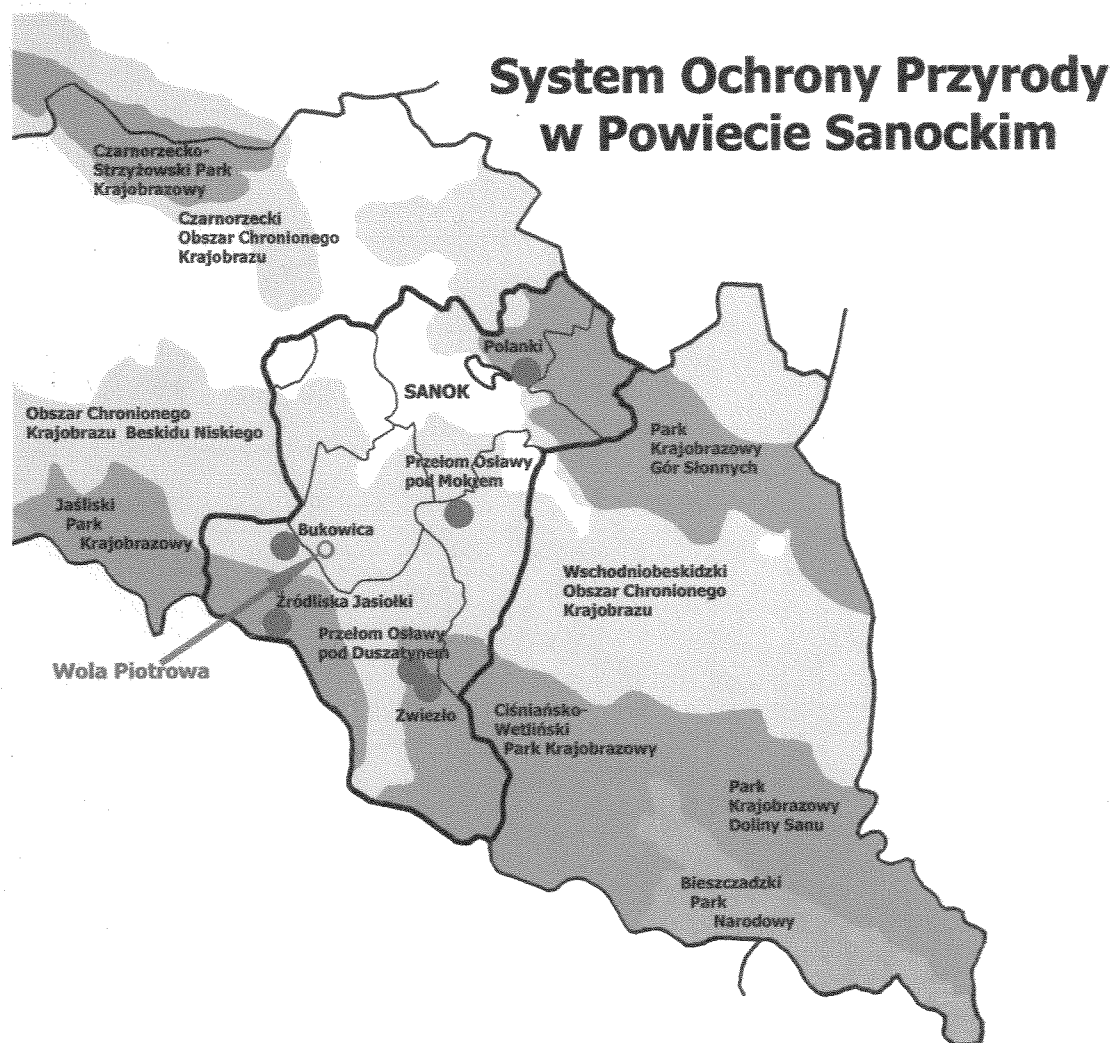 System Ochrony Przyrody
w Powiecie Sanockim
Czarnorzecko-
Strzyżowski Park
Krajobrazowy
Czarnorzecki
Obszar Chronionego
Krajobrazu
Polanki
SANOK
Obszar Chronionego
Krajobrazu Beskidu Niskiego
Park
Krajobrazowy
Gór Słonnych
Przełom Osławy
pod Mokrem
Jaśliski
Park
Krajobrazowy
Bukowica
Wschodniobeskidzki
Obszar Chronionego
Krajobrazu
Źródliska Jasiołki
Przełom Osławy
pod Duszatynem
Wola Piotrowa
Zwiezło
Ciśniańsko-
Wetliński
Park Krajobrazowy
Park
Krajobrazowy
Doliny Sanu
Bieszczadzki
Park
Narodowy